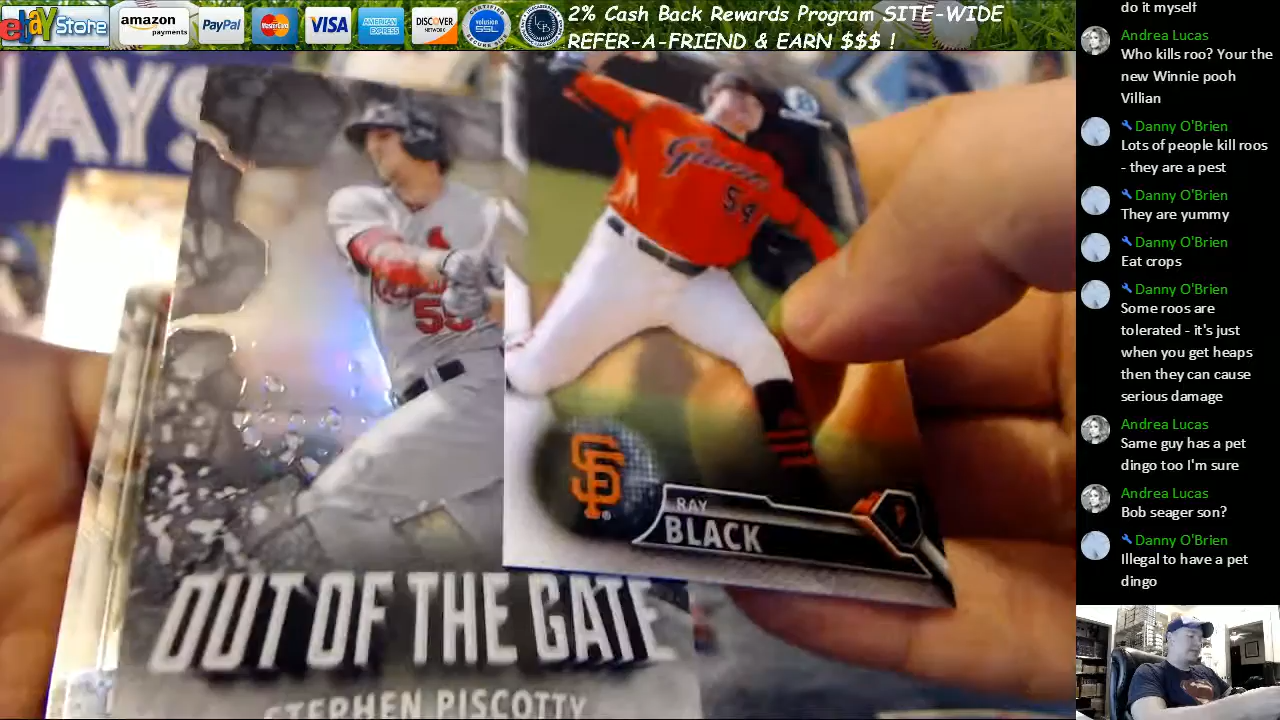 ebay Store
amazon
payments
PayPal
MasterCard
VISA
AMERICAN
EXPRESS
DISCOVER
NETWORK
volusion
SSL
2% Cash Back Rewards Program SITE-WIDE
REFER-A-FRIEND & EARN $$$ !
JAYS
Giants
54
55
SF
RAY
BLACK
P
OUT OF THE GATE
STEPHEN PISCOTTY
do it myself
Andrea Lucas
Who kills roo? Your the
new Winnie pooh
Villian
Danny O'Brien
Lots of people kill roos
- they are a pest
Danny O'Brien
They are yummy
Danny O'Brien
Eat crops
Danny O'Brien
Some roos are
tolerated - it's just
when you get heaps
then they can cause
serious damage
Andrea Lucas
Same guy has a pet
dingo too I'm sure
Andrea Lucas
Bob seager son?
Danny O'Brien
Illegal to have a pet
dingo